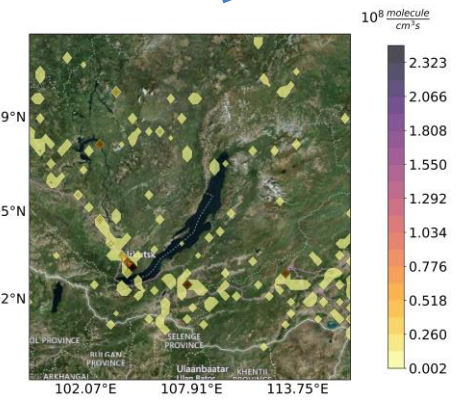 10⁸ molecule
cm³s
2.323
2.066
1.808
1.550
1.292
1.034
0.776
0.518
0.260
0.002
9°N
5°N
2°N
OL PROVINCE
BULGAN
PROVINCE
ARKHANGAI
SELENGE
PROVINCE
Ulaanbaatar
KHENTII
102.07°E
107.91°E
113.75°E